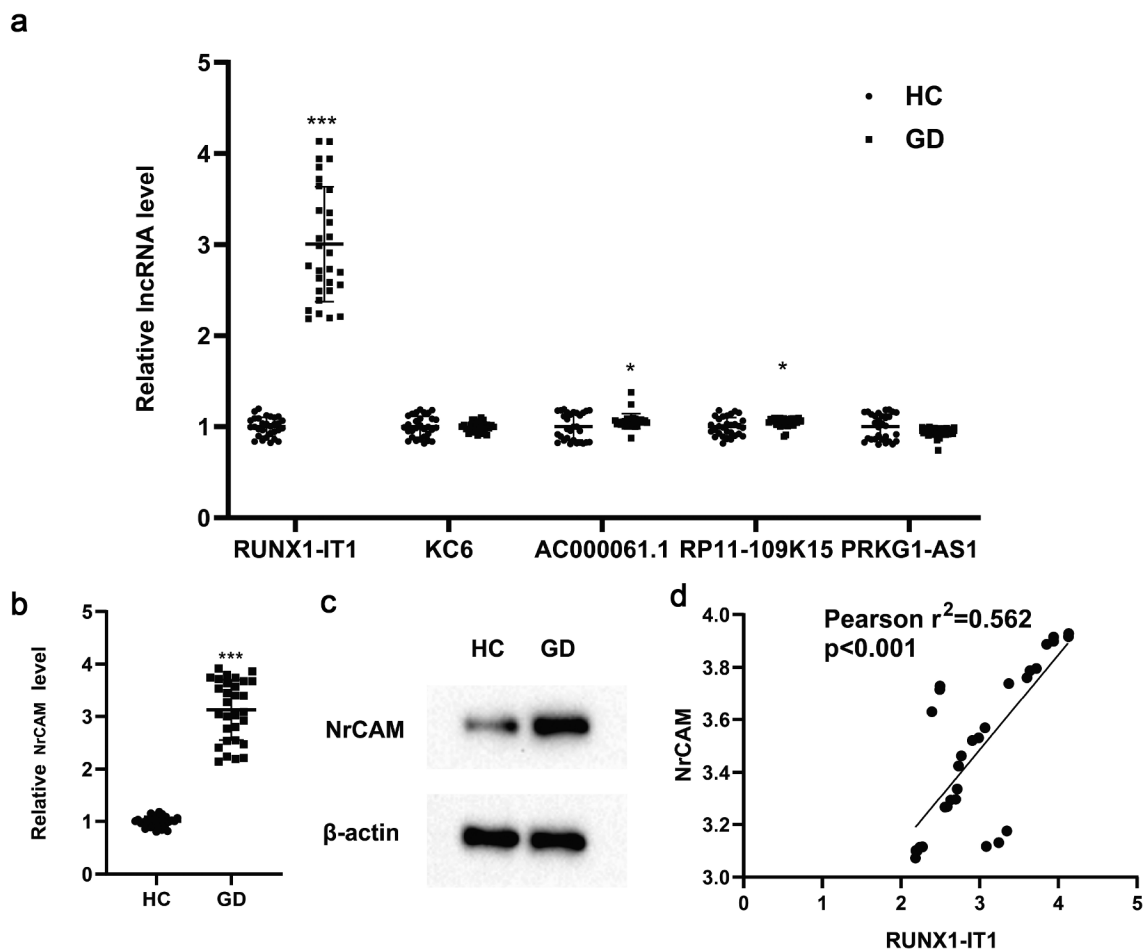 a
Relative lncRNA level
5
4
3
2
1
0
***
*
*
HC
GD
RUNX1-IT1 KC6 AC000061.1 RP11-109K15 PRKG1-AS1
b
Relative NrCAM level
5
4
3
2
1
0
***
HC GD
c
HC GD
NrCAM
β-actin
d
Pearson r²=0.562
p<0.001
NrCAM
4.0
3.8
3.6
3.4
3.2
3.0
0 1 2 3 4 5
RUNX1-IT1